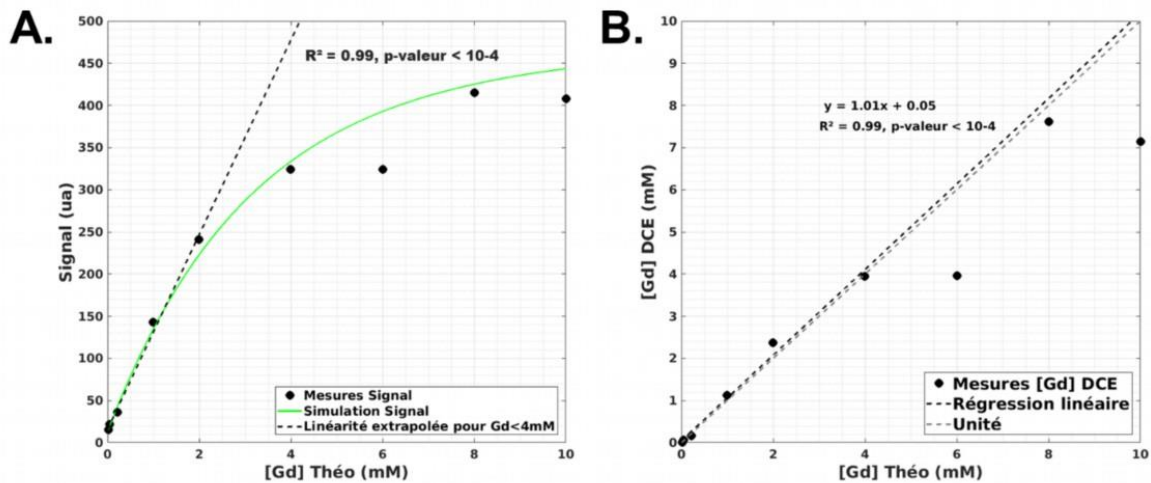 A.
500
450
400
350
300
250
200
150
100
50
0
Signal (ua)
R² = 0.99, p-valeur < 10-4
Mesures Signal
Simulation Signal
Linéarité extrapolée pour Gd<4mM
0 2 4 6 8 10
[Gd] Théo (mM)
B.
10
9
8
7
6
5
4
3
2
1
0
[Gd] DCE (mM)
y = 1.01x + 0.05
R² = 0.99, p-valeur < 10-4
Mesures [Gd] DCE
Régression linéaire
Unité
0 2 4 6 8 10
[Gd] Théo (mM)